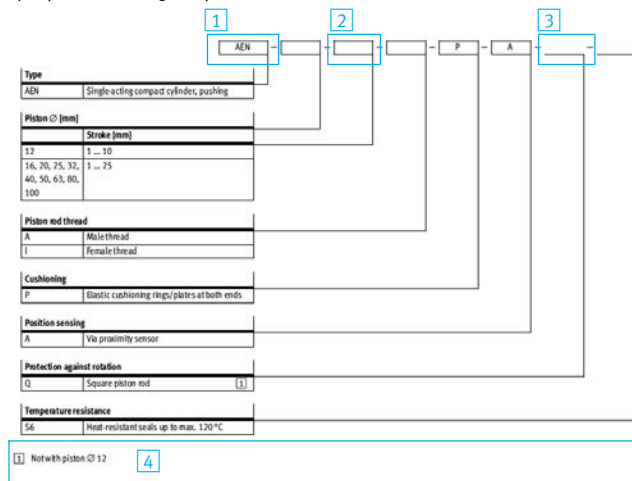 1 2 3
AEN – – – – P – A – –
Type
AEN Single-acting compact cylinder, pushing
Piston ∅ [mm]
Stroke [mm]
12 1 ... 10
16, 20, 25, 32, 1 ... 25
40, 50, 63, 80,
100
Piston rod thread
A Male thread
I Female thread
Cushioning
P Elastic cushioning rings/plates at both ends
Position sensing
A Via proximity sensor
Protection against rotation
Q Square piston rod 1
Temperature resistance
S6 Heat-resistant seals up to max. 120 °C
1 Not with piston ∅ 12 4